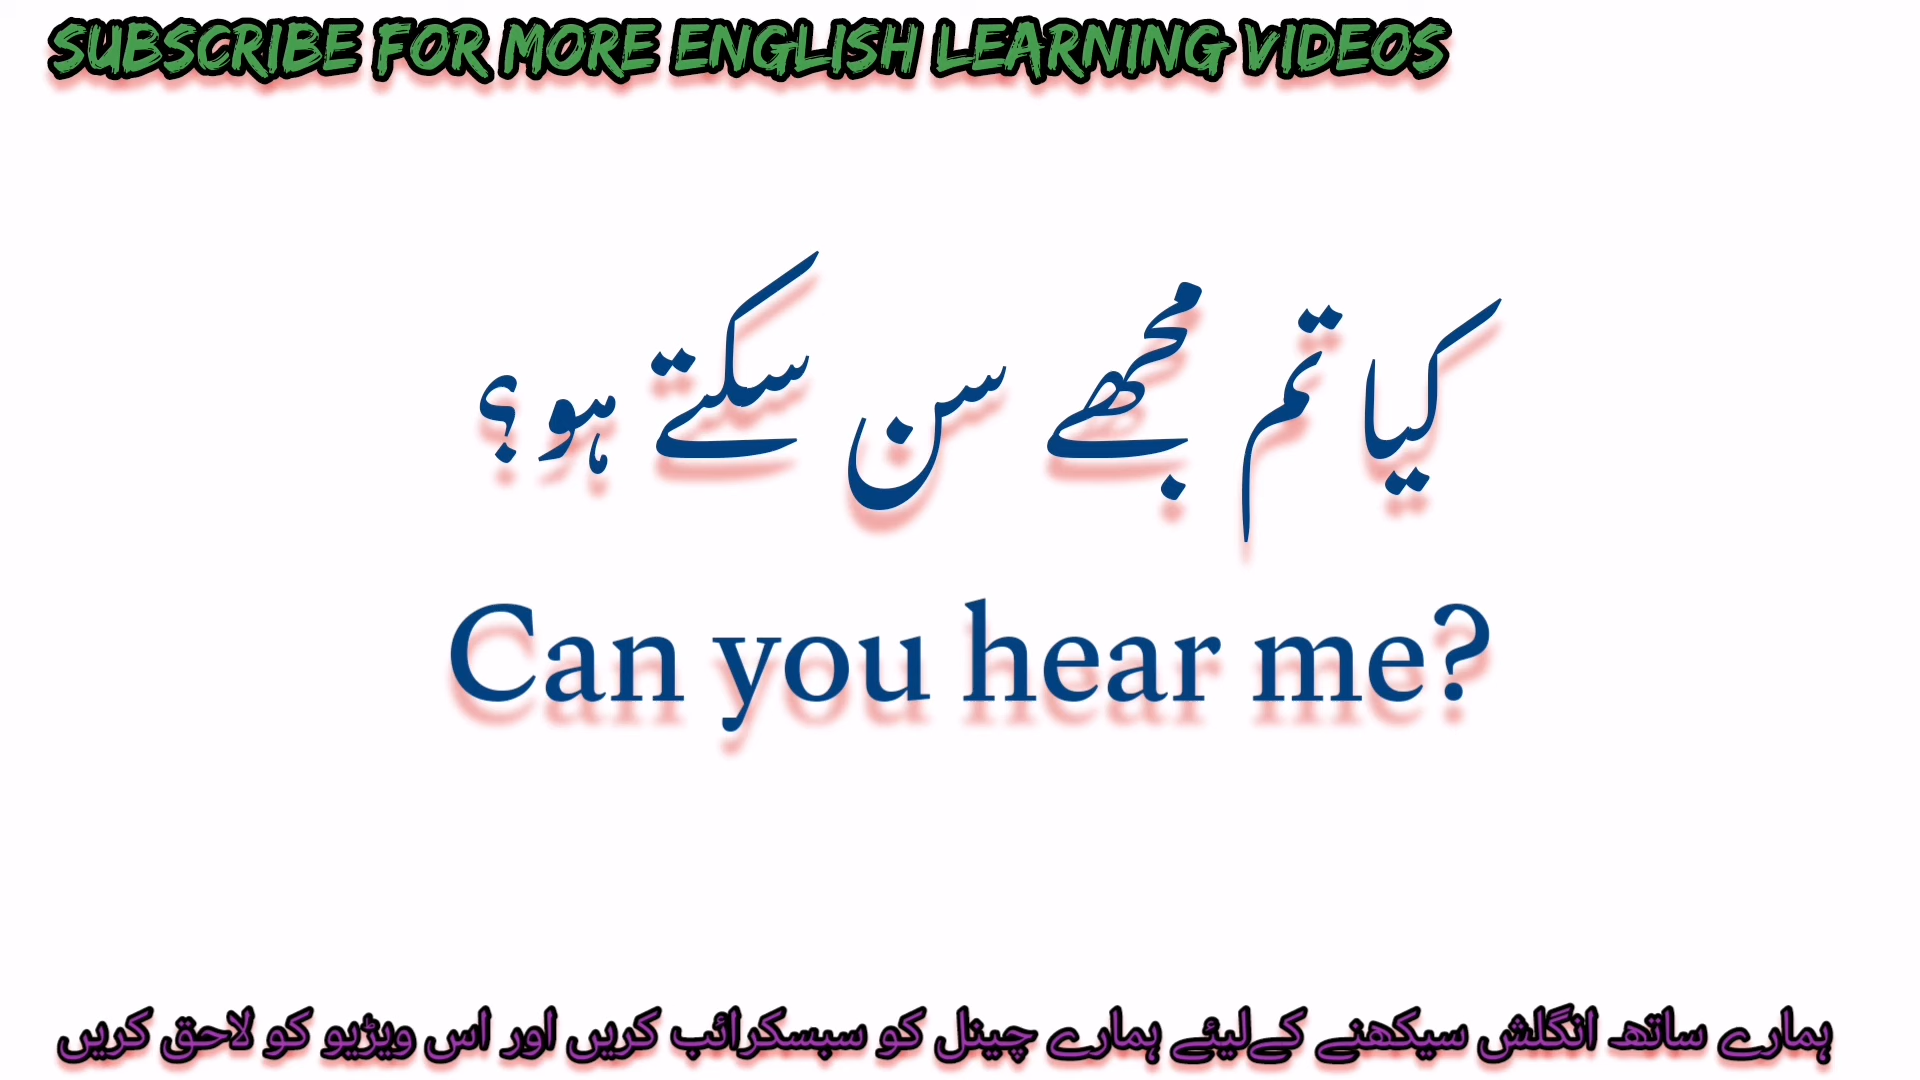 SUBSCRIBE FOR MORE ENGLISH LEARNING VIDEOS
کیا تم مجھے سن سکتے ہو؟
Can you hear me?
ہمارے ساتھ انگلش سیکھنے کےلیئے ہمارے چینل کو سبسکرائب کریں اور اس ویڑیو کو لاحق کریں